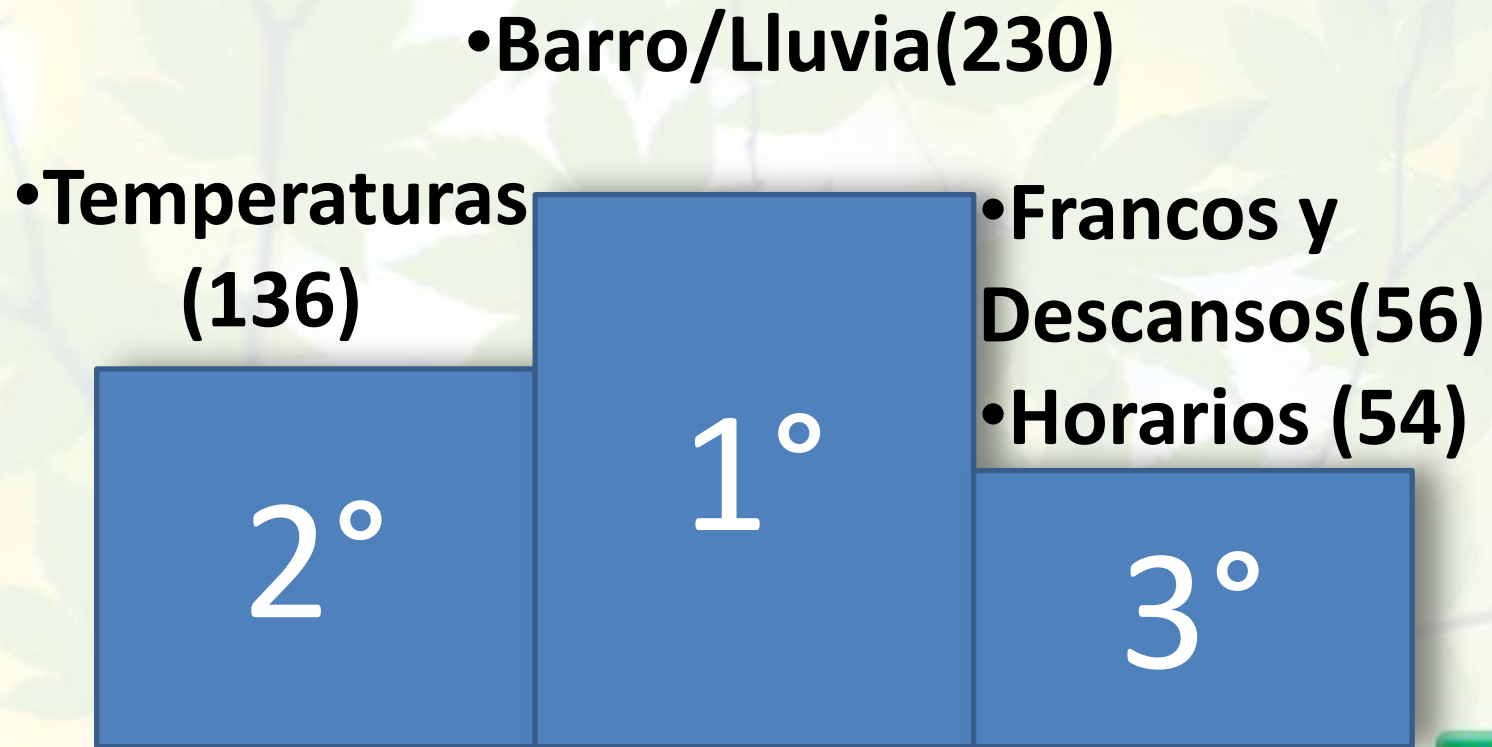 •Barro/Lluvia(230)
•Temperaturas
(136)
•Francos y
Descansos(56)
•Horarios (54)
1°
2°
3°